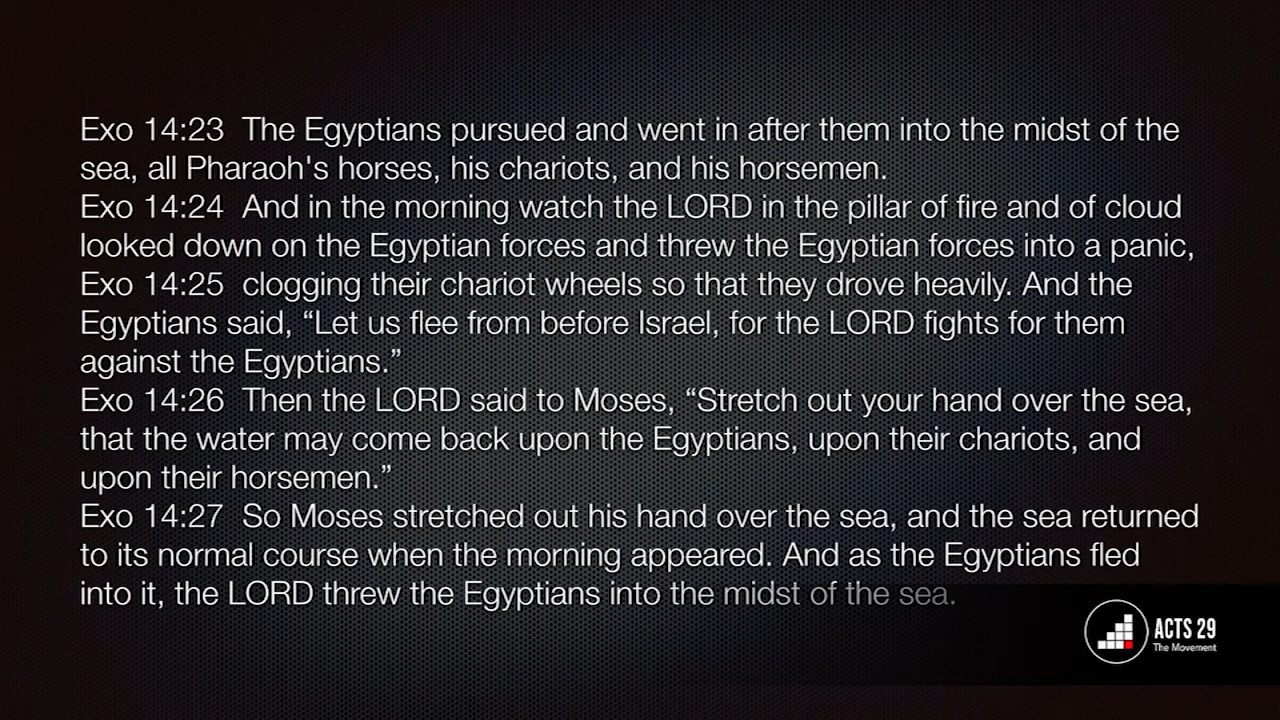 Exo 14:23  The Egyptians pursued and went in after them into the midst of the
sea, all Pharaoh's horses, his chariots, and his horsemen.
Exo 14:24  And in the morning watch the LORD in the pillar of fire and of cloud
looked down on the Egyptian forces and threw the Egyptian forces into a panic,
Exo 14:25  clogging their chariot wheels so that they drove heavily. And the
Egyptians said, “Let us flee from before Israel, for the LORD fights for them
against the Egyptians.”
Exo 14:26  Then the LORD said to Moses, “Stretch out your hand over the sea,
that the water may come back upon the Egyptians, upon their chariots, and
upon their horsemen.”
Exo 14:27  So Moses stretched out his hand over the sea, and the sea returned
to its normal course when the morning appeared. And as the Egyptians fled
into it, the LORD threw the Egyptians into the midst of the sea.
ACTS 29
The Movement